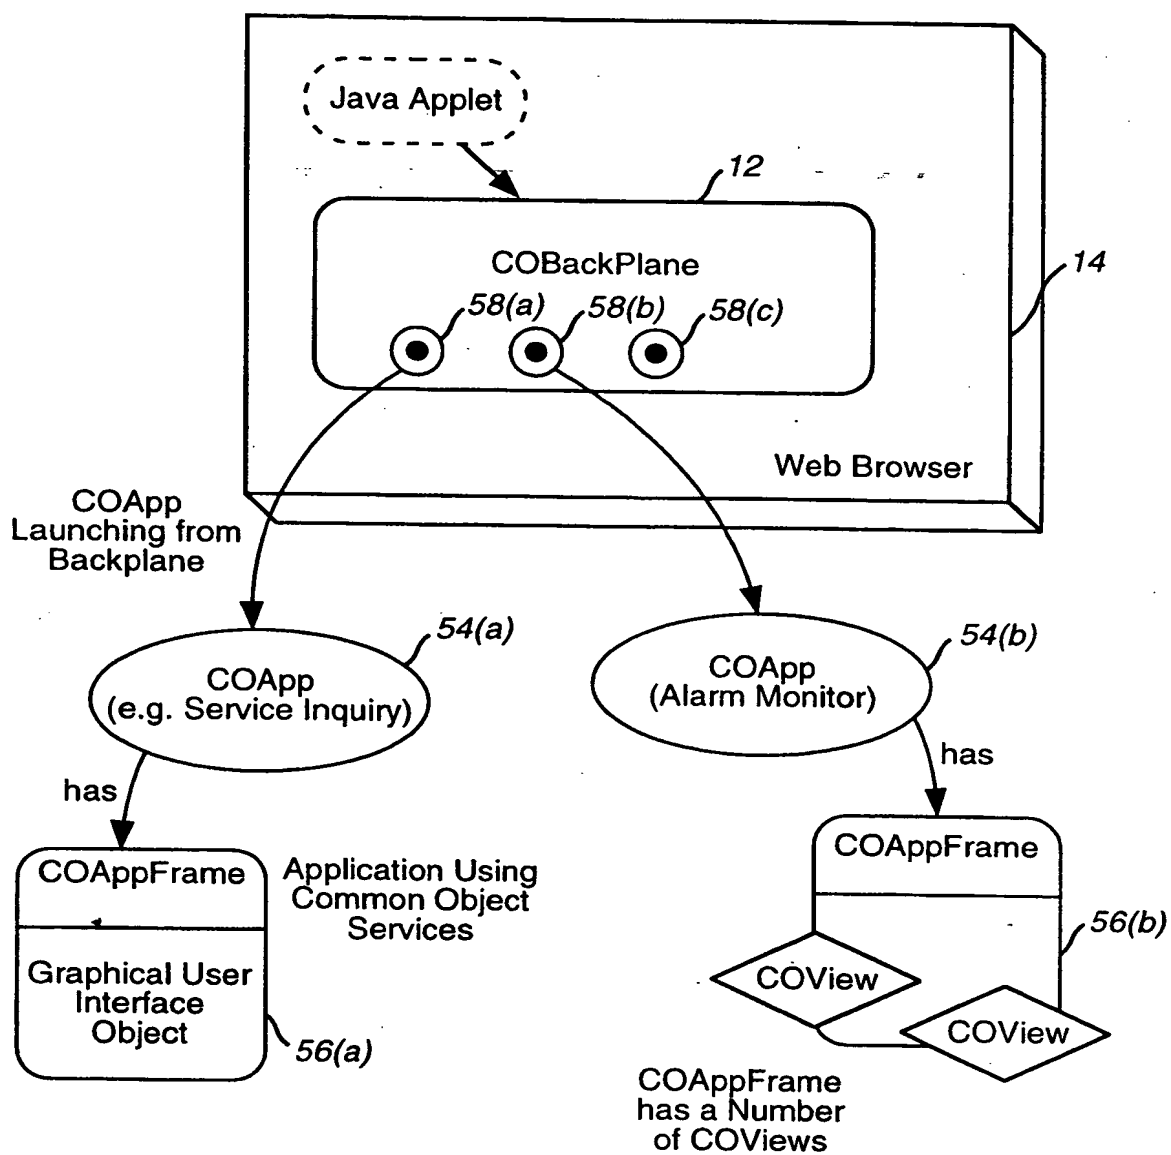 Java Applet
12
COBackPlane
14
58(a)
58(b)
58(c)
Web Browser
COApp
Launching from
Backplane
54(a)
54(b)
COApp
(e.g. Service Inquiry)
COApp
(Alarm Monitor)
has
has
COAppFrame
Application Using
Common Object
Services
COAppFrame
56(b)
Graphical User
Interface
Object
56(a)
COView
COView
COAppFrame
has a Number
of COViews